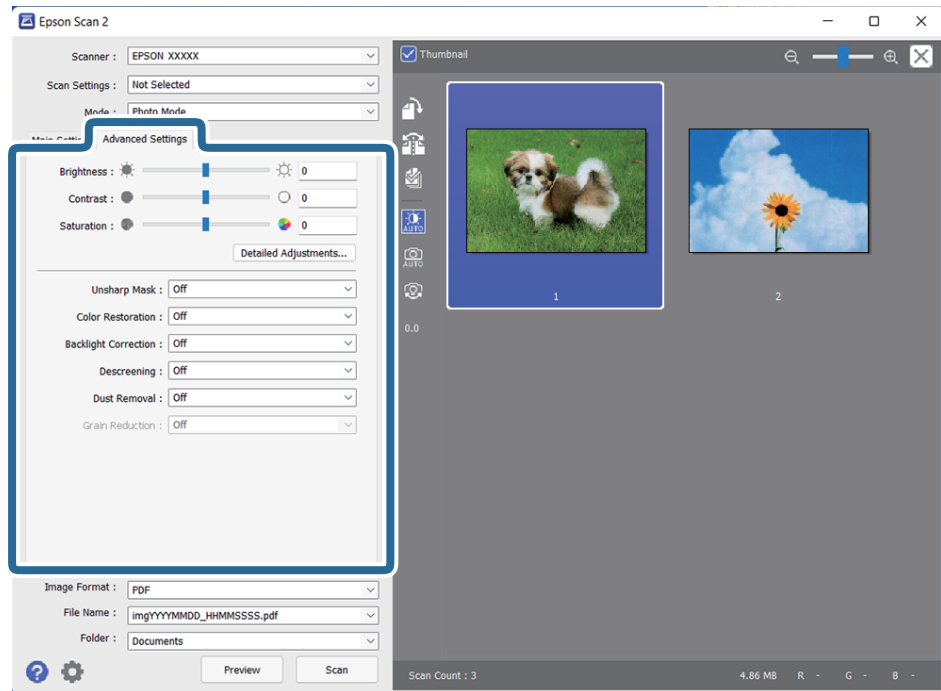 Epson Scan 2
Scanner : EPSON XXXXX
Scan Settings : Not Selected
Mode : Photo Mode
Advanced Settings
Brightness : 0
Contrast : 0
Saturation : 0
Detailed Adjustments...
Unsharp Mask : Off
Color Restoration : Off
Backlight Correction : Off
Descreening : Off
Dust Removal : Off
Grain Reduction : Off
Image Format : PDF
File Name : imgYYYYMMDD_HHMMSSSS.pdf
Folder : Documents
Preview Scan
Thumbnail
AUTO
AUTO
0.0
1 2
Scan Count : 3 4.86 MB R - G - B -